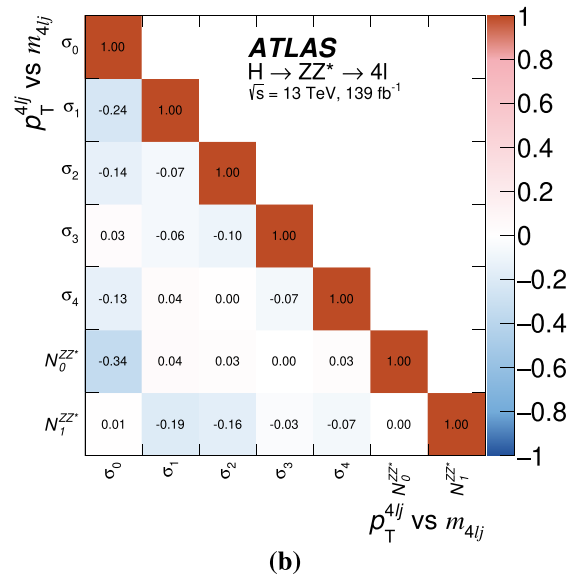 p_T^{4lj} vs m_{4lj}
ATLAS
H → ZZ* → 4l
√s = 13 TeV, 139 fb⁻¹
σ₀ 1.00
σ₁ -0.24 1.00
σ₂ -0.14 -0.07 1.00
σ₃ 0.03 -0.06 -0.10 1.00
σ₄ -0.13 0.04 0.00 -0.07 1.00
N_0^{ZZ*} -0.34 0.04 0.03 0.00 0.03 1.00
N_1^{ZZ*} 0.01 -0.19 -0.16 -0.03 -0.07 0.00 1.00
σ₀ σ₁ σ₂ σ₃ σ₄ N_0^{ZZ*} N_1^{ZZ*}
p_T^{4lj} vs m_{4lj}
1
0.8
0.6
0.4
0.2
0
−0.2
−0.4
−0.6
−0.8
−1
(b)